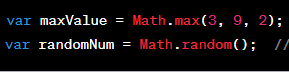 var maxValue = Math.max(3, 9, 2);
var randomNum = Math.random();  //